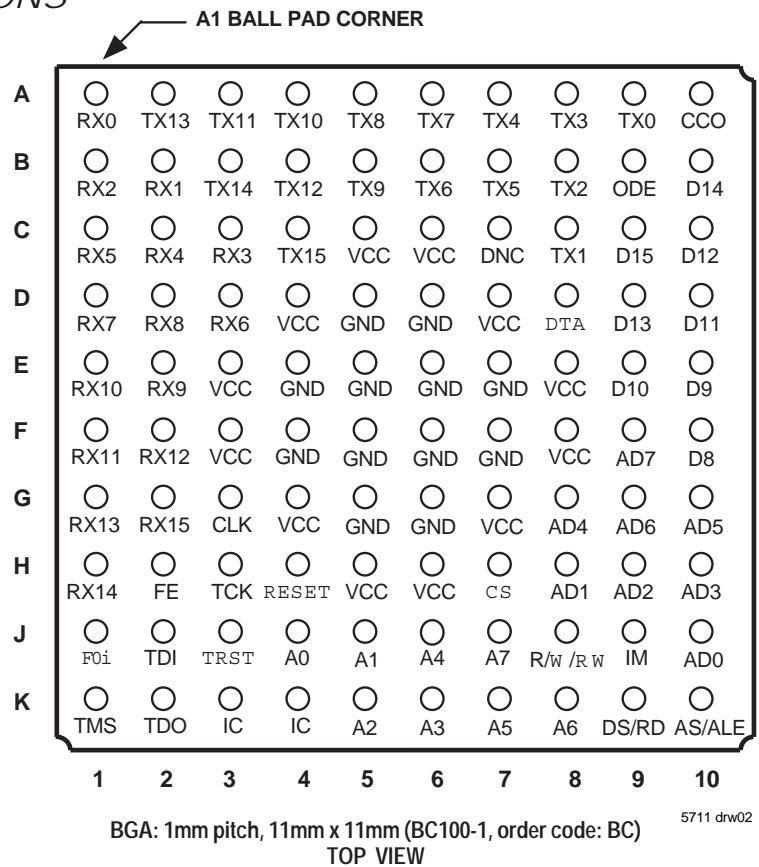 A1 BALL PAD CORNER
A
RX0 TX13 TX11 TX10 TX8 TX7 TX4 TX3 TX0 CCO
B
RX2 RX1 TX14 TX12 TX9 TX6 TX5 TX2 ODE D14
C
RX5 RX4 RX3 TX15 VCC VCC DNC TX1 D15 D12
D
RX7 RX8 RX6 VCC GND GND VCC DTA D13 D11
E
RX10 RX9 VCC GND GND GND GND VCC D10 D9
F
RX11 RX12 VCC GND GND GND GND VCC AD7 D8
G
RX13 RX15 CLK VCC GND GND VCC AD4 AD6 AD5
H
RX14 FE TCK RESET VCC VCC CS AD1 AD2 AD3
J
F0i TDI TRST A0 A1 A4 A7 R/W /R W IM AD0
K
TMS TDO IC IC A2 A3 A5 A6 DS/RD AS/ALE
1 2 3 4 5 6 7 8 9 10
5711 drw02
BGA: 1mm pitch, 11mm x 11mm (BC100-1, order code: BC)
TOP VIEW